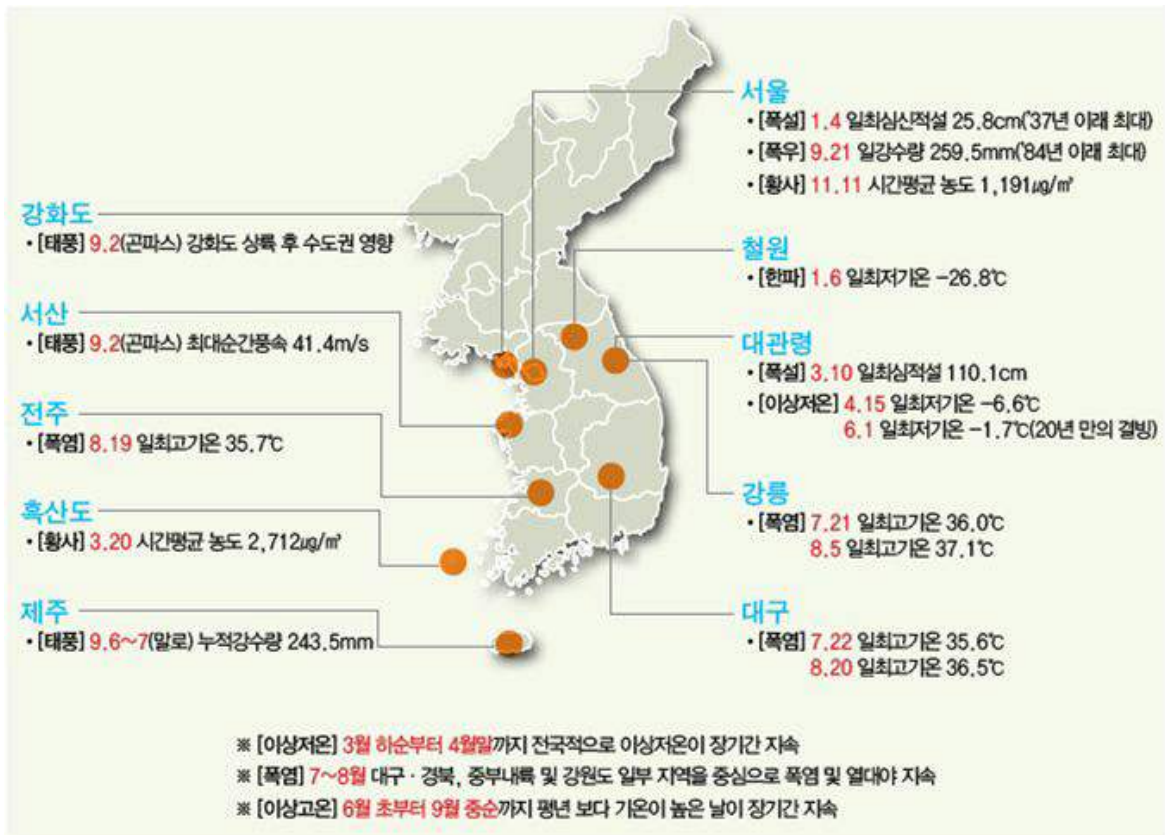 서울
• [폭설] 1.4 일최심신적설 25.8cm('37년 이래 최대)
• [폭우] 9.21 일강수량 259.5mm('84년 이래 최대)
• [황사] 11.11 시간평균 농도 1,191㎍/㎥
강화도
• [태풍] 9.2(곤파스) 강화도 상륙 후 수도권 영향
철원
• [한파] 1.6 일최저기온 -26.8℃
서산
• [태풍] 9.2(곤파스) 최대순간풍속 41.4m/s
대관령
• [폭설] 3.10 일최심적설 110.1cm
• [이상저온] 4.15 일최저기온 -6.6℃
6.1 일최저기온 -1.7℃(20년 만의 결빙)
전주
• [폭염] 8.19 일최고기온 35.7℃
강릉
• [폭염] 7.21 일최고기온 36.0℃
8.5 일최고기온 37.1℃
흑산도
• [황사] 3.20 시간평균 농도 2,712㎍/㎥
제주
• [태풍] 9.6~7(말로) 누적강수량 243.5mm
대구
• [폭염] 7.22 일최고기온 35.6℃
8.20 일최고기온 36.5℃
※ [이상저온] 3월 하순부터 4월말까지 전국적으로 이상저온이 장기간 지속
※ [폭염] 7~8월 대구·경북, 중부내륙 및 강원도 일부 지역을 중심으로 폭염 및 열대야 지속
※ [이상고온] 6월 초부터 9월 중순까지 평년 보다 기온이 높은 날이 장기간 지속